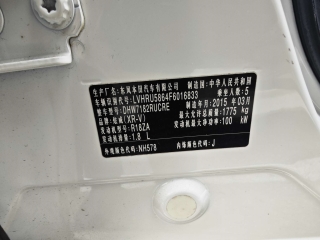 生产厂名:东风本田汽车有限公司 制造国:中华人民共和国
车辆识别代号:LVHRU5864F6016833 乘坐人数:5
整车型号:DHW7182RUCRE 制造年月:2015年03月
品牌:思威(XR-V) 最大允许总质量:1775 kg
发动机型号:R18ZA 发动机最大净功率:100 kW
发动机排量:1.8 L
外观颜色代码:NH578 内饰颜色代码:J